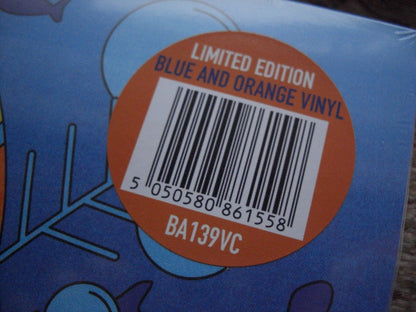 LIMITED EDITION
BLUE AND ORANGE VINYL
5 050580 861558
BA139VC